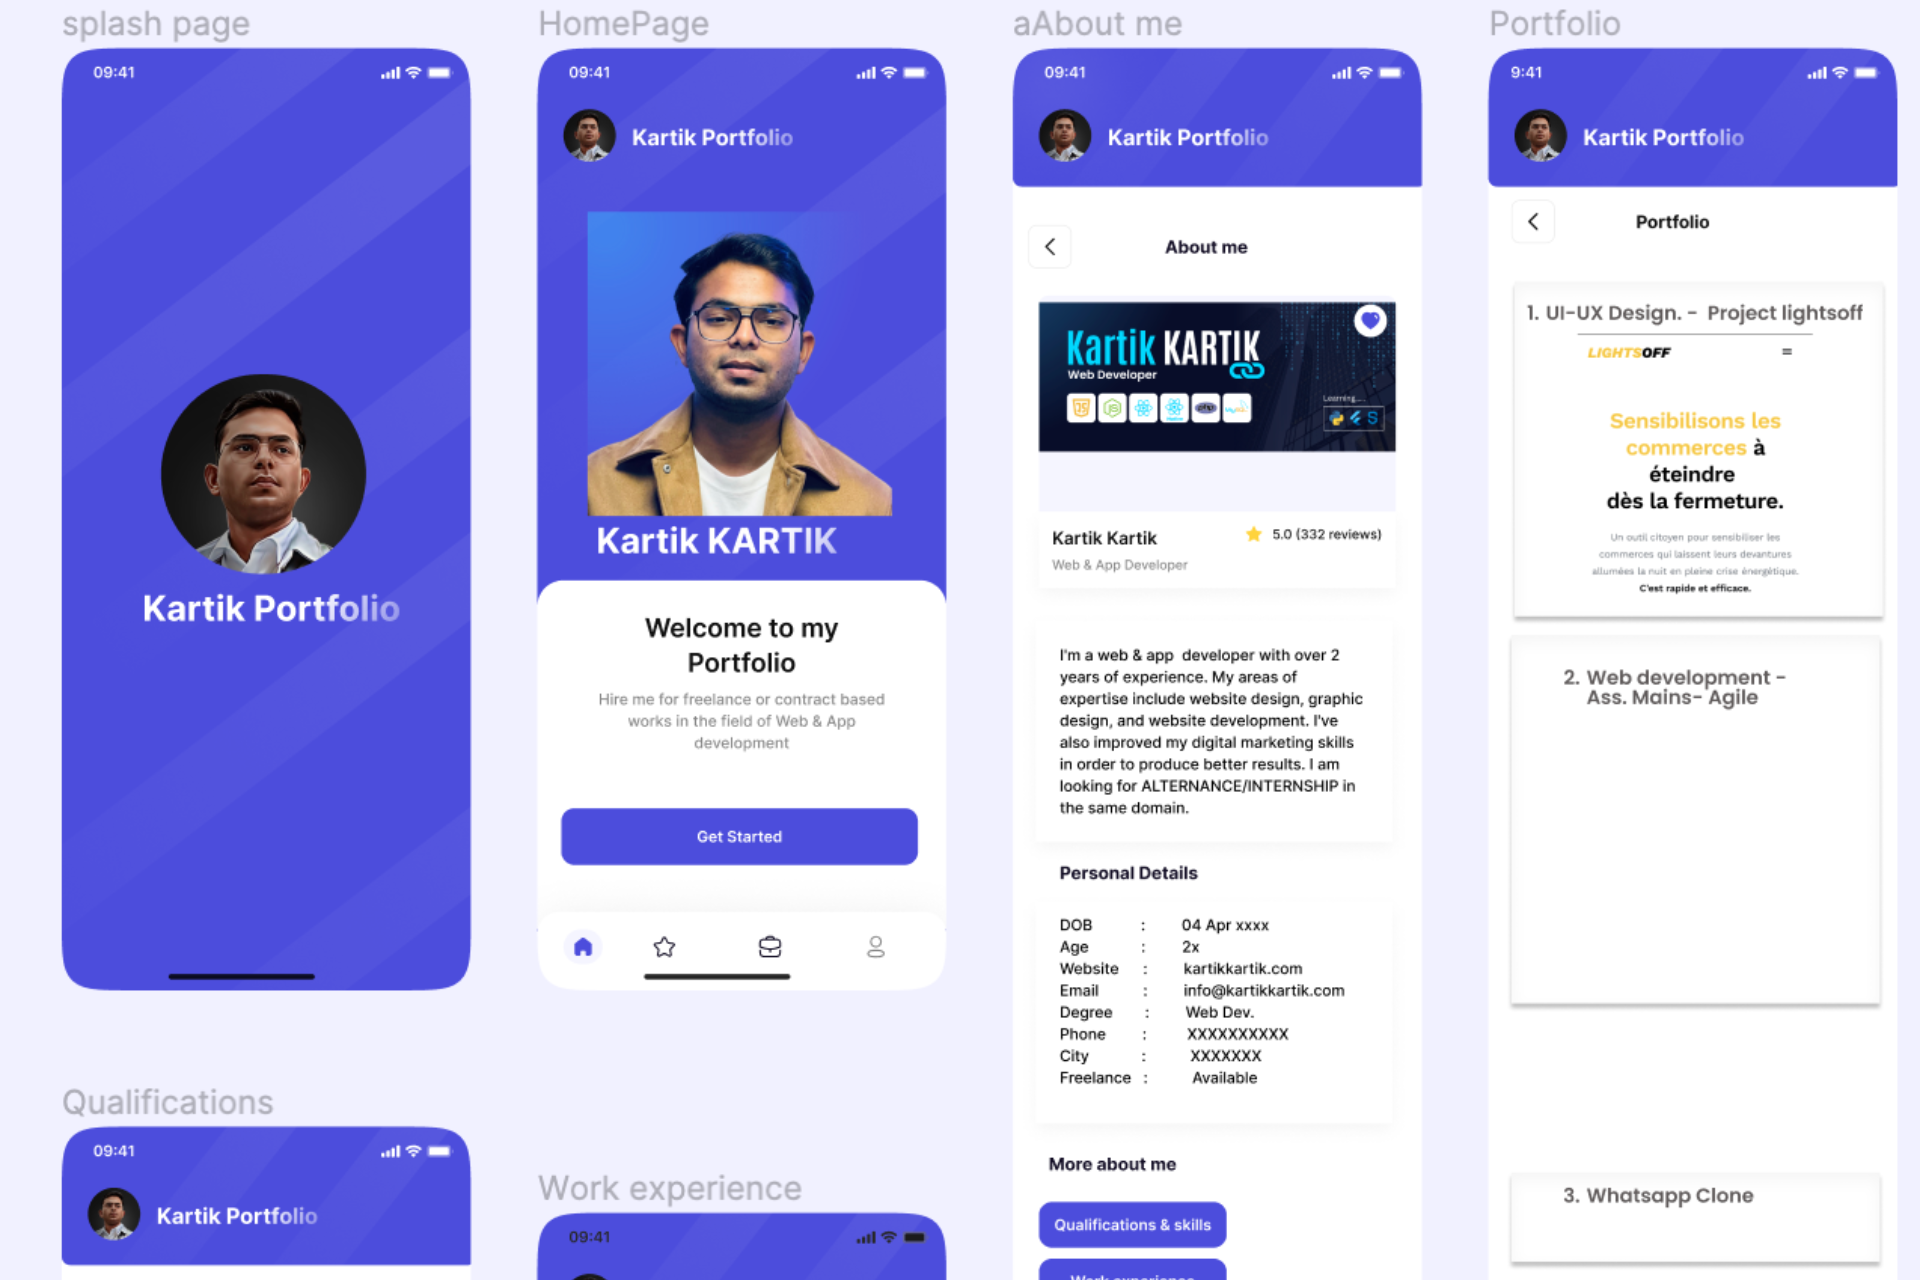 splash page
09:41
Kartik Portfolio
HomePage
09:41
Kartik Portfolio
Kartik KARTIK
Welcome to my
Portfolio
Hire me for freelance or contract based
works in the field of Web & App
development
Get Started
aAbout me
09:41
Kartik Portfolio
About me
Kartik KARTIK
Web Developer
JS
php
Learning....
Kartik Kartik
5.0 (332 reviews)
Web & App Developer
I'm a web & app developer with over 2
years of experience. My areas of
expertise include website design, graphic
design, and website development. I've
also improved my digital marketing skills
in order to produce better results. I am
looking for ALTERNANCE/INTERNSHIP in
the same domain.
Personal Details
DOB : 04 Apr xxxx
Age : 2x
Website : kartikkartik.com
Email : info@kartikkartik.com
Degree : Web Dev.
Phone : XXXXXXXXXX
City : XXXXXXX
Freelance : Available
More about me
Qualifications & skills
Work experience
Portfolio
9:41
Kartik Portfolio
Portfolio
1. UI-UX Design. - Project lightsoff
LIGHTSOFF
Sensibilisons les
commerces à
éteindre
dès la fermeture.
Un outil citoyen pour sensibiliser les
commerces qui laissent leurs devantures
allumées la nuit en pleine crise énergétique.
C'est rapide et efficace.
2. Web development -
Ass. Mains- Agile
3. Whatsapp Clone
Qualifications
09:41
Kartik Portfolio
Work experience
09:41